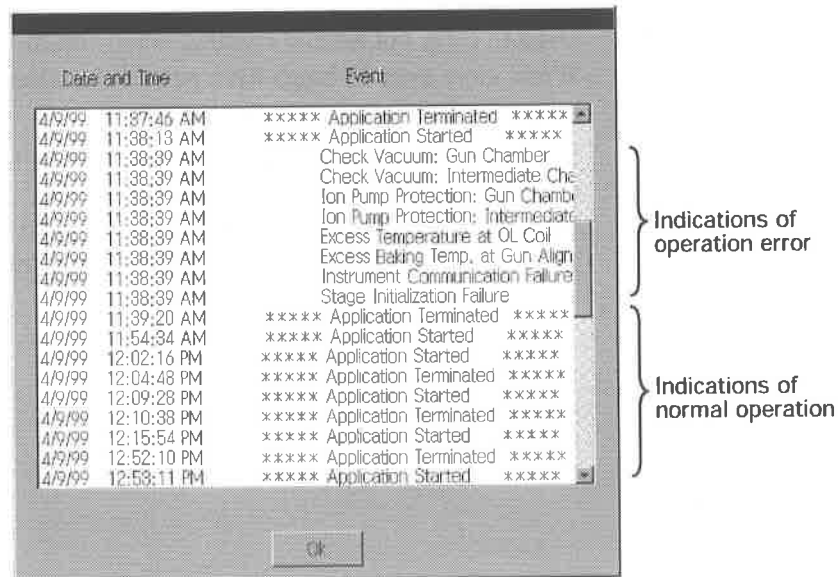 Date and Time Event
4/9/99 11:37:46 AM ***** Application Terminated *****
4/9/99 11:38:13 AM ***** Application Started *****
4/9/99 11:38:39 AM Check Vacuum: Gun Chamber
4/9/99 11:38:39 AM Check Vacuum: Intermediate Cha
4/9/99 11:38:39 AM Ion Pump Protection: Gun Chambe
4/9/99 11:38:39 AM Ion Pump Protection: Intermediate
4/9/99 11:38:39 AM Excess Temperature at OL Coil
4/9/99 11:38:39 AM Excess Baking Temp. at Gun Align
4/9/99 11:38:39 AM Instrument Communication Failure
4/9/99 11:38:39 AM Stage Initialization Failure
4/9/99 11:39:20 AM ***** Application Terminated *****
4/9/99 11:54:34 AM ***** Application Started *****
4/9/99 12:02:16 PM ***** Application Started *****
4/9/99 12:04:48 PM ***** Application Terminated *****
4/9/99 12:09:28 PM ***** Application Started *****
4/9/99 12:10:38 PM ***** Application Terminated *****
4/9/99 12:15:54 PM ***** Application Started *****
4/9/99 12:52:10 PM ***** Application Terminated *****
4/9/99 12:53:11 PM ***** Application Started *****
Ok
Indications of
operation error
Indications of
normal operation